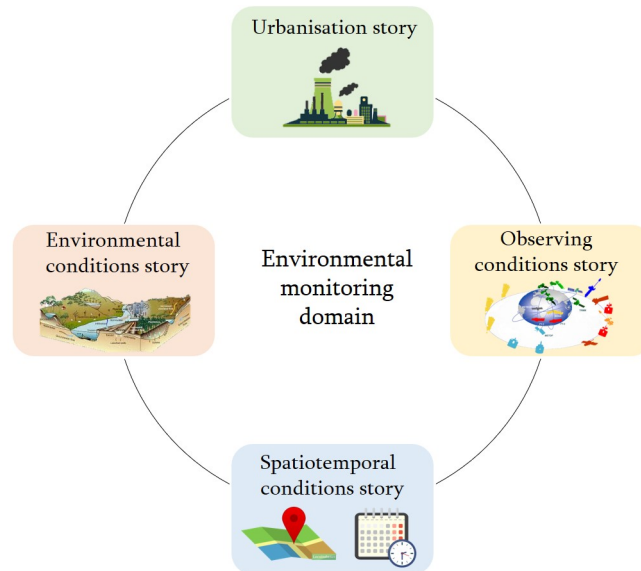 Urbanisation story
Environmental
conditions story
Environmental
monitoring
domain
Observing
conditions story
Spatiotemporal
conditions story